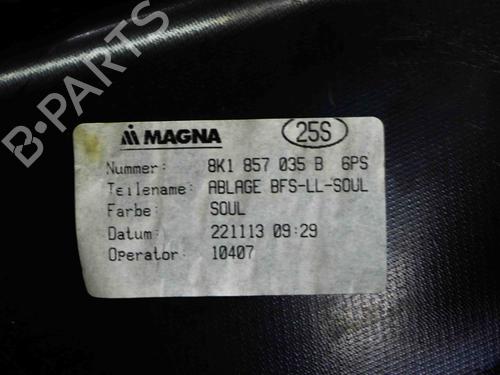 B-PARTS
MAGNA 25S
Nummer: 8K1 857 035 B 6PS
Teilename: ABLAGE BFS-LL-SOUL
Farbe: SOUL
Datum: 221113 09:29
Operator: 10407